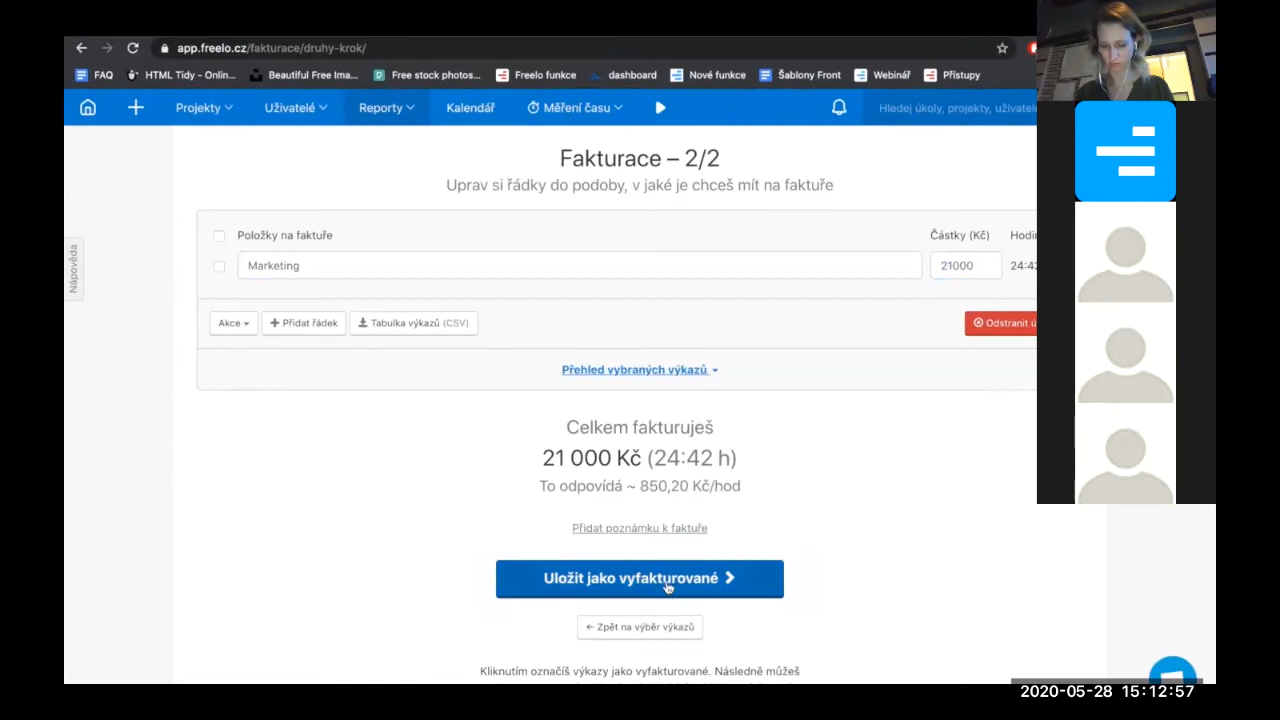 app.freelo.cz/fakturace/druhy-krok/
FAQ HTML Tidy - Onlin... Beautiful Free Ima... Free stock photos... Freelo funkce dashboard Nové funkce Šablony Front Webinář Přístupy
Projekty Uživatelé Reporty Kalendář Měření času Hledej úkoly, projekty, uživatele
Fakturace – 2/2
Uprav si řádky do podoby, v jaké je chceš mít na faktuře
Nápověda
Položky na faktuře Částky (Kč)
Marketing 21000 24:42
Akce Přidat řádek Tabulka výkazů (CSV) Odstranit
Přehled vybraných výkazů
Celkem fakturuješ
21 000 Kč (24:42 h)
To odpovídá ~ 850,20 Kč/hod
Přidat poznámku k faktuře
Uložit jako vyfakturované
← Zpět na výběr výkazů
Kliknutím označíš výkazy jako vyfakturované. Následně můžeš
2020-05-28 15:12:57